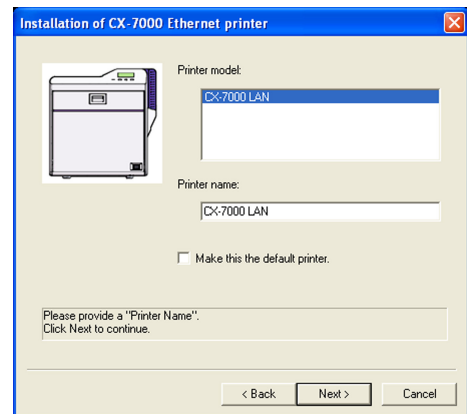 Installation of CX-7000 Ethernet printer
Printer model:
CX-7000 LAN
Printer name:
CX-7000 LAN
Make this the default printer.
Please provide a "Printer Name".
Click Next to continue.
< Back
Next >
Cancel